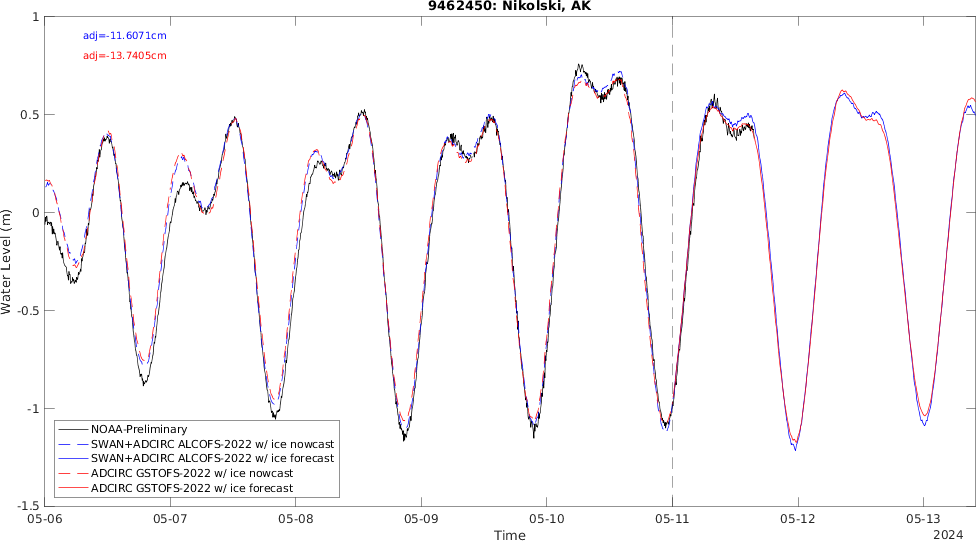 9462450: Nikolski, AK
adj=-11.6071cm
adj=-13.7405cm
1
0.5
0
-0.5
-1
-1.5
Water Level (m)
NOAA-Preliminary
SWAN+ADCIRC ALCOFS-2022 w/ ice nowcast
SWAN+ADCIRC ALCOFS-2022 w/ ice forecast
ADCIRC GSTOFS-2022 w/ ice nowcast
ADCIRC GSTOFS-2022 w/ ice forecast
05-06 05-07 05-08 05-09 05-10 05-11 05-12 05-13
Time
2024